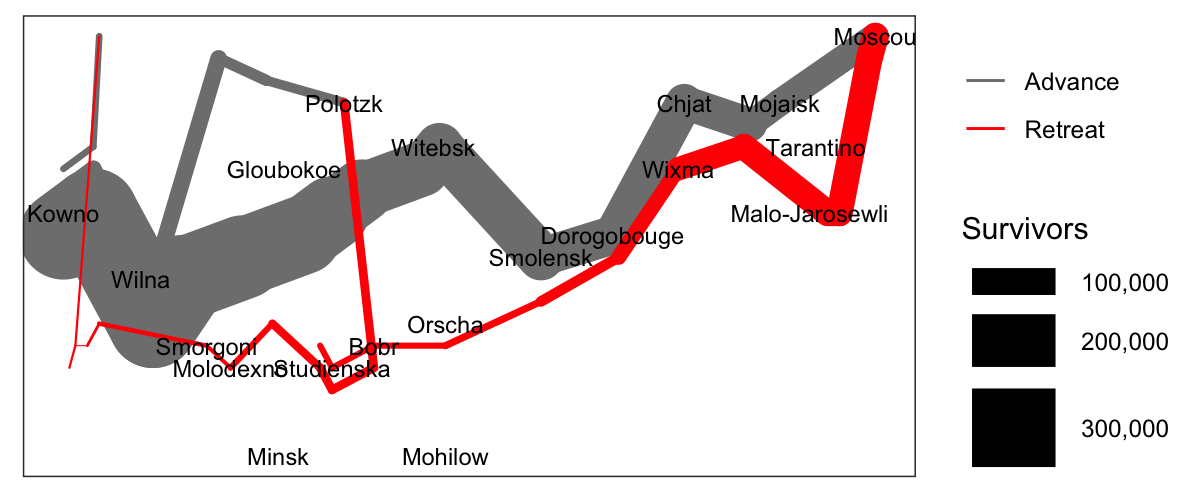 Moscou
Polotzk
Chjat
Mojaisk
Witebsk
Tarantino
Gloubokoe
Wixma
Kowno
Malo-Jarosewli
Dorogobouge
Smolensk
Wilna
Orscha
Smorgoni
Bobr
Molodexno
Studienska
Minsk
Mohilow
Advance
Retreat
Survivors
100,000
200,000
300,000